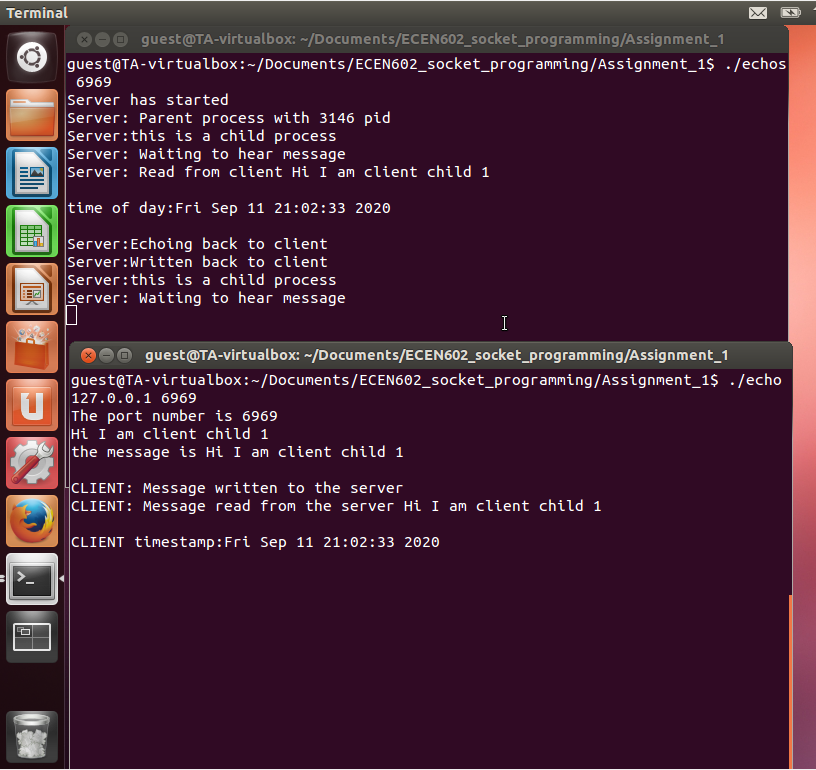 Terminal
guest@TA-virtualbox: ~/Documents/ECEN602_socket_programming/Assignment_1
guest@TA-virtualbox:~/Documents/ECEN602_socket_programming/Assignment_1$ ./echos
6969
Server has started
Server: Parent process with 3146 pid
Server:this is a child process
Server: Waiting to hear message
Server: Read from client Hi I am client child 1
time of day:Fri Sep 11 21:02:33 2020
Server:Echoing back to client
Server:Written back to client
Server:this is a child process
Server: Waiting to hear message
guest@TA-virtualbox: ~/Documents/ECEN602_socket_programming/Assignment_1
guest@TA-virtualbox:~/Documents/ECEN602_socket_programming/Assignment_1$ ./echo
127.0.0.1 6969
The port number is 6969
Hi I am client child 1
the message is Hi I am client child 1
CLIENT: Message written to the server
CLIENT: Message read from the server Hi I am client child 1
CLIENT timestamp:Fri Sep 11 21:02:33 2020